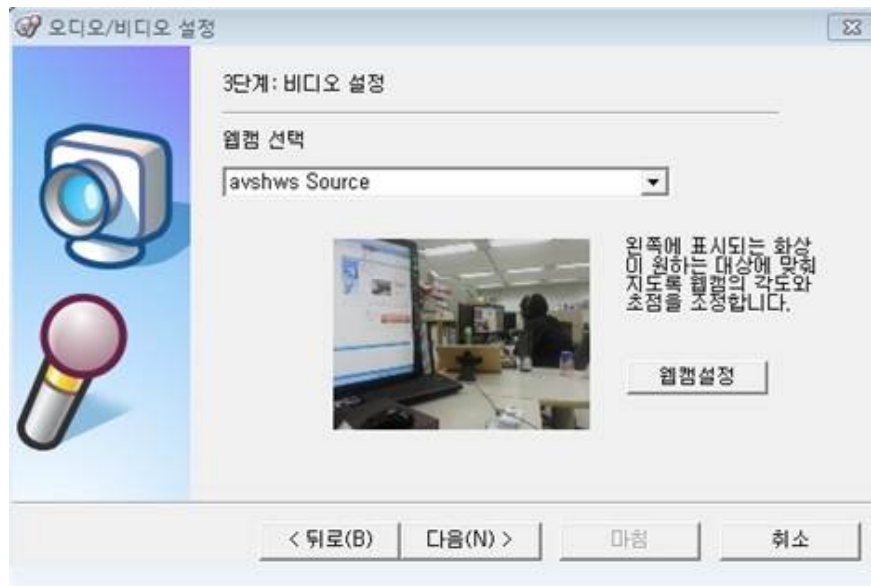 오디오/비디오 설정
3단계: 비디오 설정
웹캠 선택
avshws Source
왼쪽에 표시되는 화상
이 원하는 대상에 맞춰
지도록 웹캠의 각도와
초점을 조정합니다.
웹캠설정
< 뒤로(B)
다음(N) >
마침
취소